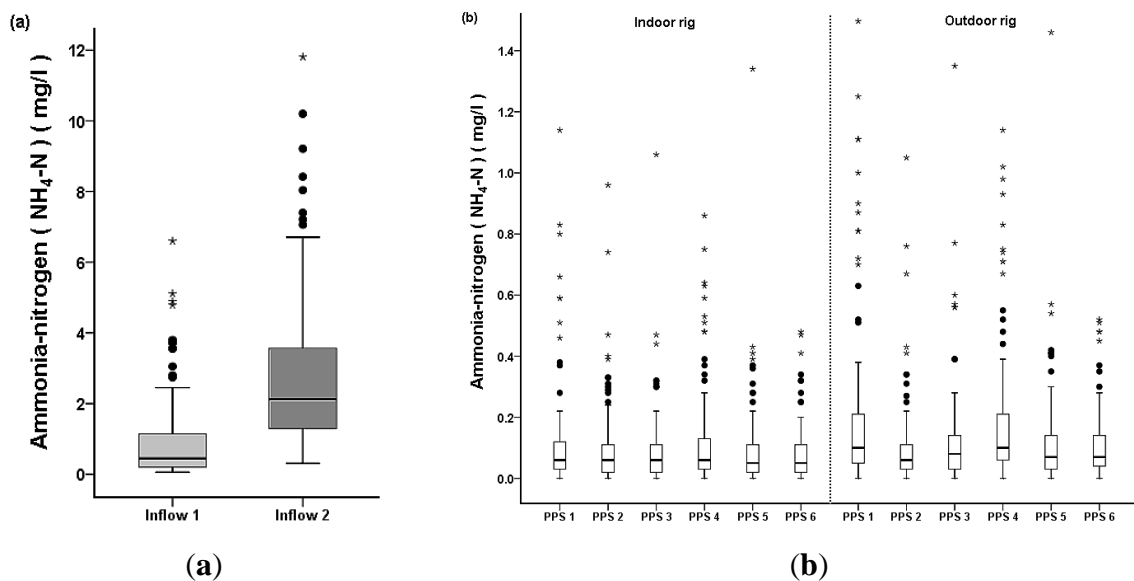 (a)
Ammonia-nitrogen ( NH4-N ) ( mg/l )
12
10
8
6
4
2
0
Inflow 1 Inflow 2
(a)
(b)
Indoor rig Outdoor rig
Ammonia-nitrogen ( NH4-N ) ( mg/l )
1.4
1.2
1.0
0.8
0.6
0.4
0.2
0.0
PPS 1 PPS 2 PPS 3 PPS 4 PPS 5 PPS 6 PPS 1 PPS 2 PPS 3 PPS 4 PPS 5 PPS 6
(b)